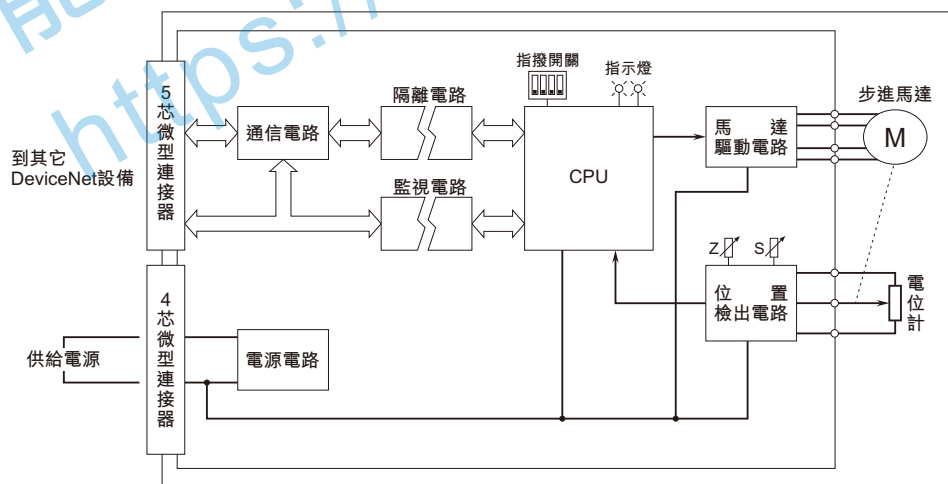 能
https://
指撥開關
指示燈
步進馬達
5芯微型連接器
隔離電路
通信電路
馬達
驅動電路
M
到其它
DeviceNet設備
CPU
監視電路
Z
S
位置
檢出電路
電位計
4芯微型連接器
供給電源
電源電路